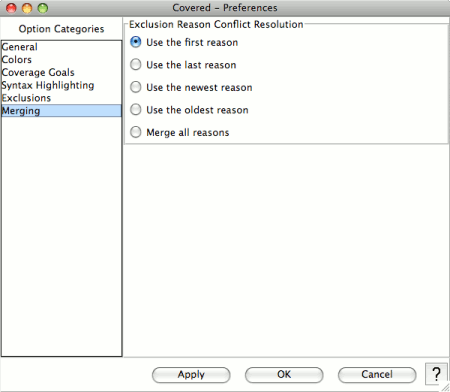 Covered - Preferences
Option Categories
General
Colors
Coverage Goals
Syntax Highlighting
Exclusions
Merging
Exclusion Reason Conflict Resolution
Use the first reason
Use the last reason
Use the newest reason
Use the oldest reason
Merge all reasons
Apply
OK
Cancel
?